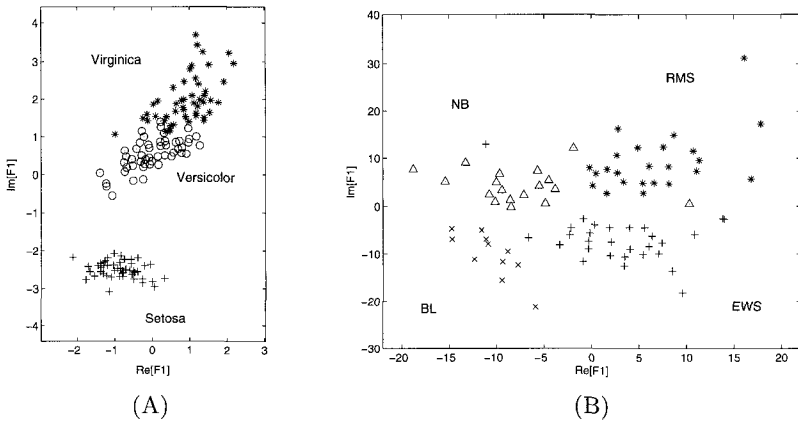 4
3
2
1
0
−1
−2
−3
−4
Im[F1]
Virginica
Versicolor
Setosa
−2
−1
0
1
2
3
Re[F1]
(A)
40
30
20
10
0
−10
−20
−30
Im[F1]
RMS
NB
BL
EWS
−20
−15
−10
−5
0
5
10
15
20
Re[F1]
(B)